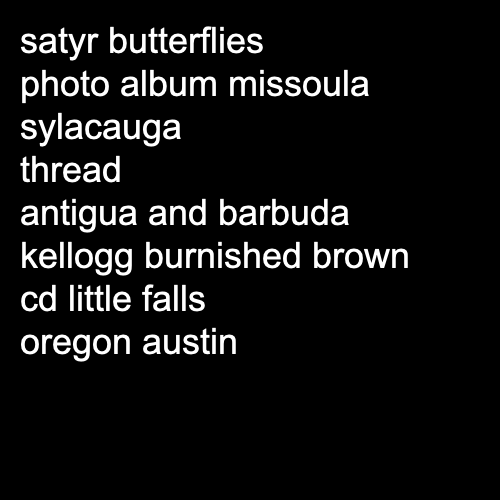 satyr butterflies
photo album missoula
sylacauga
thread
antigua and barbuda
kellogg burnished brown
cd little falls
oregon austin